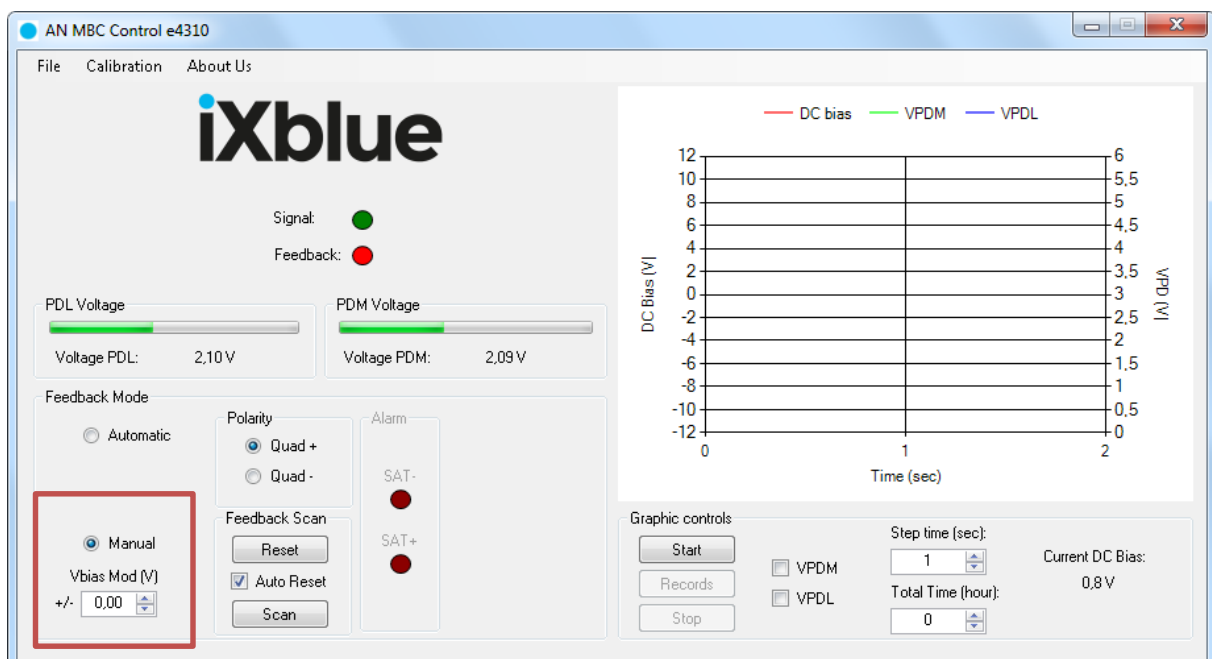 AN MBC Control e4310
File Calibration About Us
iXblue
Signal:
Feedback:
PDL Voltage
Voltage PDL: 2,10 V
PDM Voltage
Voltage PDM: 2,09 V
Feedback Mode
Automatic
Manual
Vbias Mod (V)
+/- 0,00
Polarity
Quad +
Quad -
Feedback Scan
Reset
Auto Reset
Scan
Alarm
SAT-
SAT+
DC bias VPDM VPDL
DC Bias (V)
12
10
8
6
4
2
0
-2
-4
-6
-8
-10
-12
6
5,5
5
4,5
4
3,5
3
2,5
2
1,5
1
0,5
0
VPD (V)
0 1 2
Time (sec)
Graphic controls
Start
Records
Stop
VPDM
VPDL
Step time (sec):
1
Total Time (hour):
0
Current DC Bias:
0,8 V